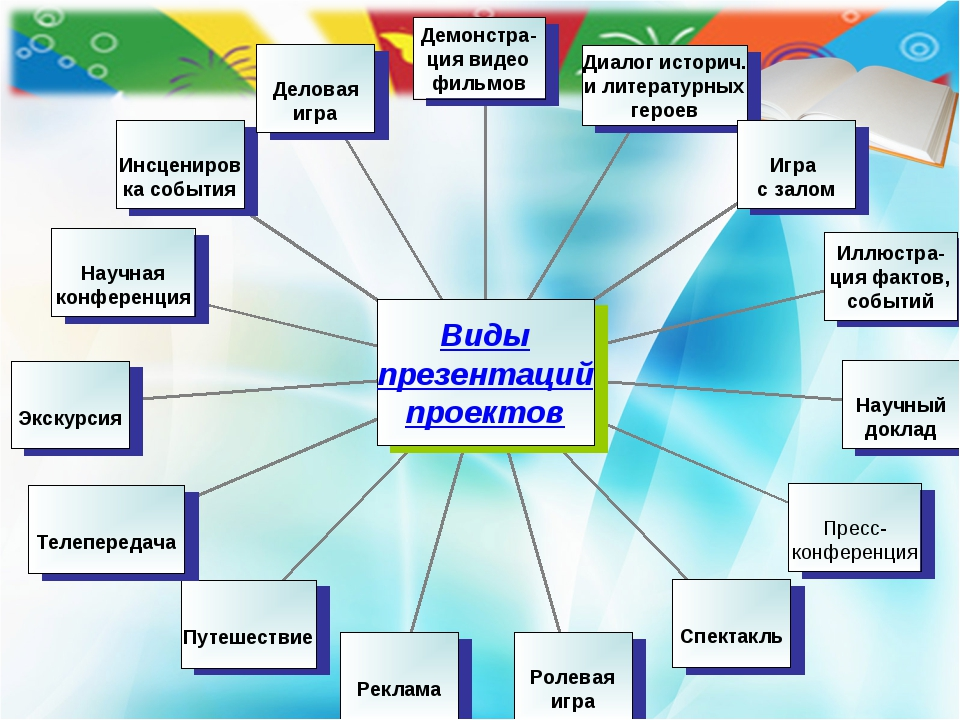 Демонстра-
ция видео
фильмов
Диалог историч.
и литературных
героев
Игра
с залом
Иллюстра-
ция фактов,
событий
Научный
доклад
Пресс-
конференция
Спектакль
Ролевая
игра
Реклама
Путешествие
Телепередача
Экскурсия
Научная
конференция
Инсцениров
ка события
Деловая
игра
Виды
презентаций
проектов